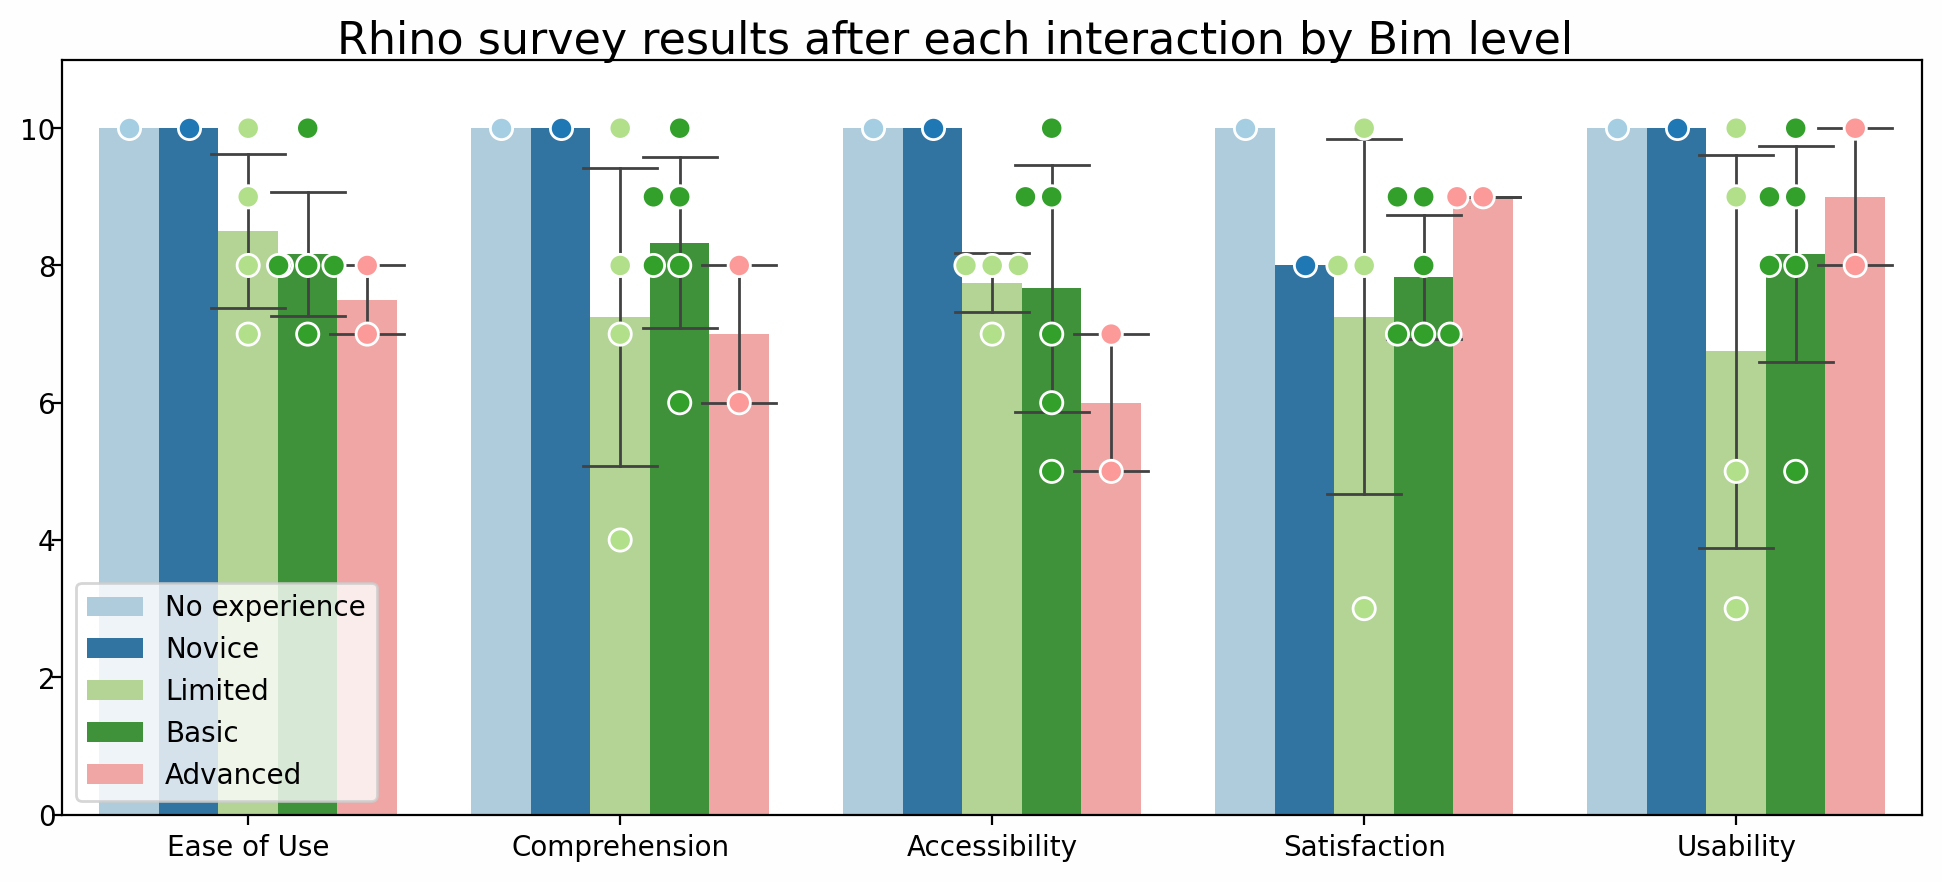 Rhino survey results after each interaction by Bim level
10
8
6
4
2
0
No experience
Novice
Limited
Basic
Advanced
Ease of Use
Comprehension
Accessibility
Satisfaction
Usability